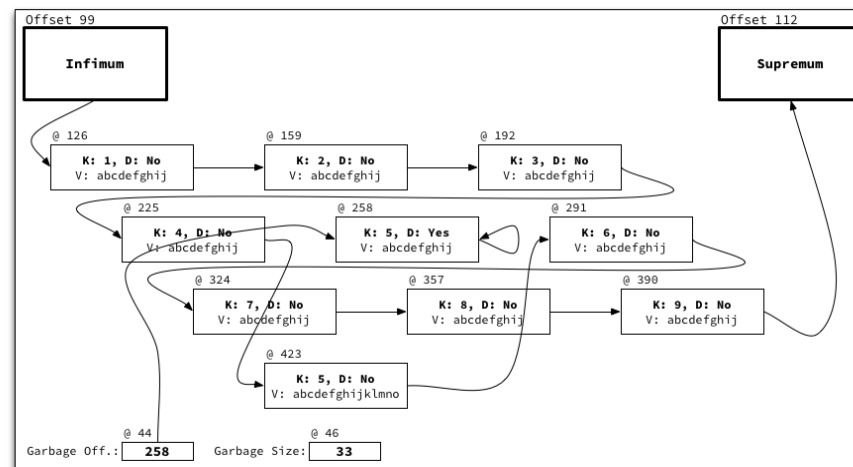 Offset 99
Offset 112
Infimum
Supremum
@ 126
@ 159
@ 192
K: 1, D: No
V: abcdefghij
K: 2, D: No
V: abcdefghij
K: 3, D: No
V: abcdefghij
@ 225
@ 258
@ 291
K: 4, D: No
V: abcdefghij
K: 5, D: Yes
V: abcdefghij
K: 6, D: No
V: abcdefghij
@ 324
@ 357
@ 390
K: 7, D: No
V: abcdefghij
K: 8, D: No
V: abcdefghij
K: 9, D: No
V: abcdefghij
@ 423
K: 5, D: No
V: abcdefghijklmno
@ 44
@ 46
Garbage Off.: 258
Garbage Size: 33